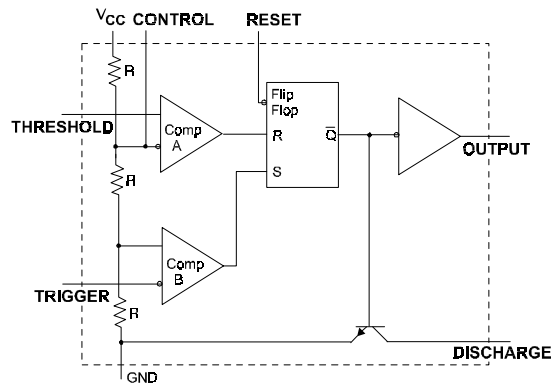 VCC CONTROL RESET
R
Flip
Flop
THRESHOLD
Comp
A
R
Q̅
OUTPUT
R
S
Comp
B
TRIGGER
R
DISCHARGE
GND